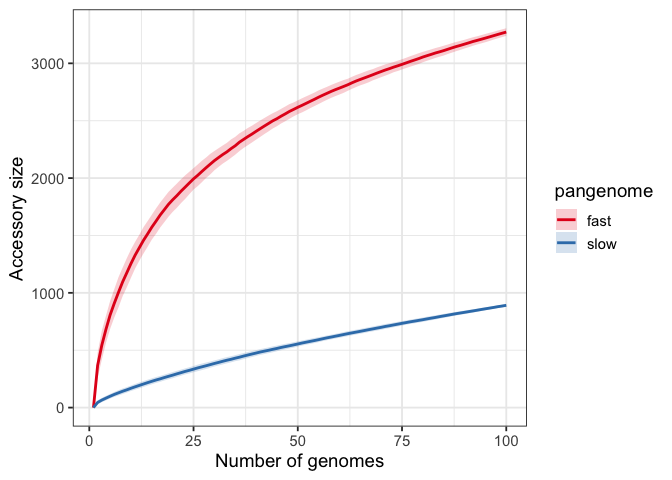 3000
2000
1000
0
Accessory size
0 25 50 75 100
Number of genomes
pangenome
fast
slow